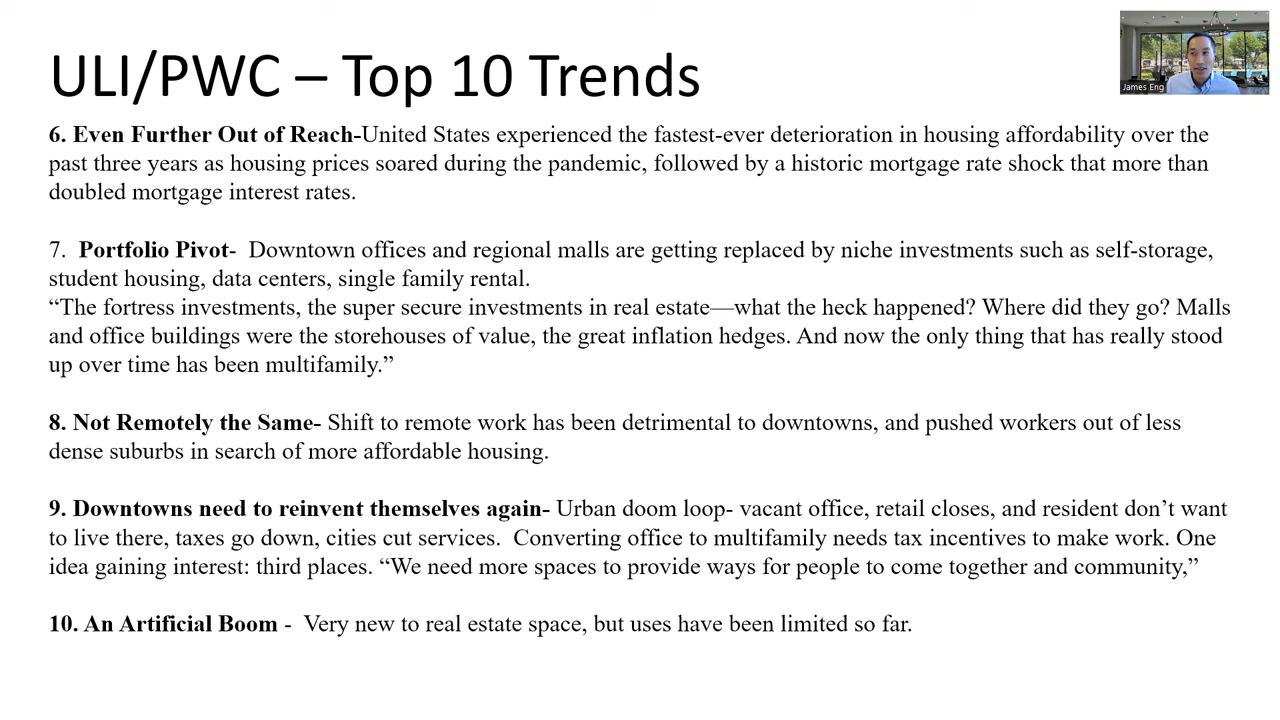 ULI/PWC – Top 10 Trends
James Eng
6. Even Further Out of Reach-United States experienced the fastest-ever deterioration in housing affordability over the
past three years as housing prices soared during the pandemic, followed by a historic mortgage rate shock that more than
doubled mortgage interest rates.
7.  Portfolio Pivot-  Downtown offices and regional malls are getting replaced by niche investments such as self-storage,
student housing, data centers, single family rental.
“The fortress investments, the super secure investments in real estate—what the heck happened? Where did they go? Malls
and office buildings were the storehouses of value, the great inflation hedges. And now the only thing that has really stood
up over time has been multifamily.”
8. Not Remotely the Same- Shift to remote work has been detrimental to downtowns, and pushed workers out of less
dense suburbs in search of more affordable housing.
9. Downtowns need to reinvent themselves again- Urban doom loop- vacant office, retail closes, and resident don’t want
to live there, taxes go down, cities cut services.  Converting office to multifamily needs tax incentives to make work. One
idea gaining interest: third places. “We need more spaces to provide ways for people to come together and community,”
10. An Artificial Boom -  Very new to real estate space, but uses have been limited so far.